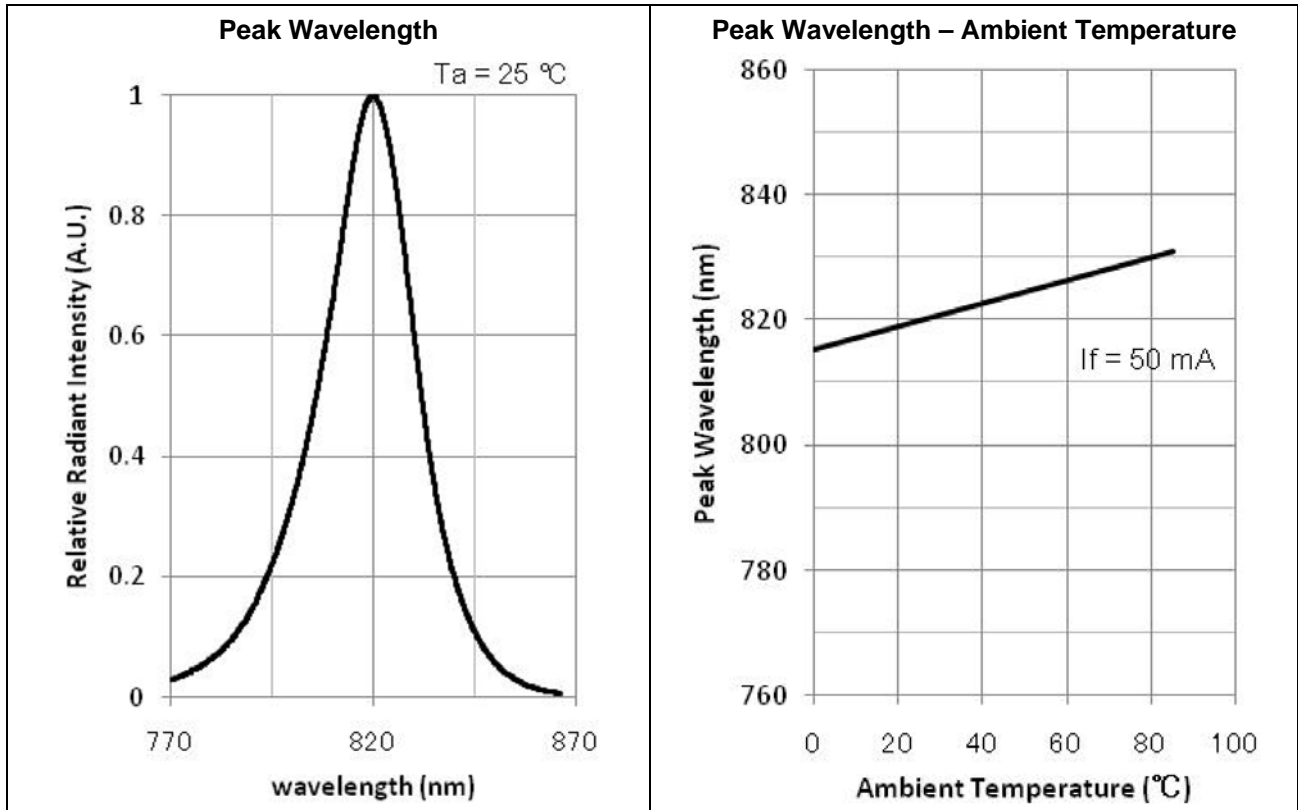 Peak Wavelength
Ta = 25 ℃
1
0.8
0.6
0.4
0.2
0
770
820
870
Relative Radiant Intensity (A.U.)
wavelength (nm)
Peak Wavelength – Ambient Temperature
860
840
820
800
780
760
If = 50 mA
0
20
40
60
80
100
Peak Wavelength (nm)
Ambient Temperature (℃)